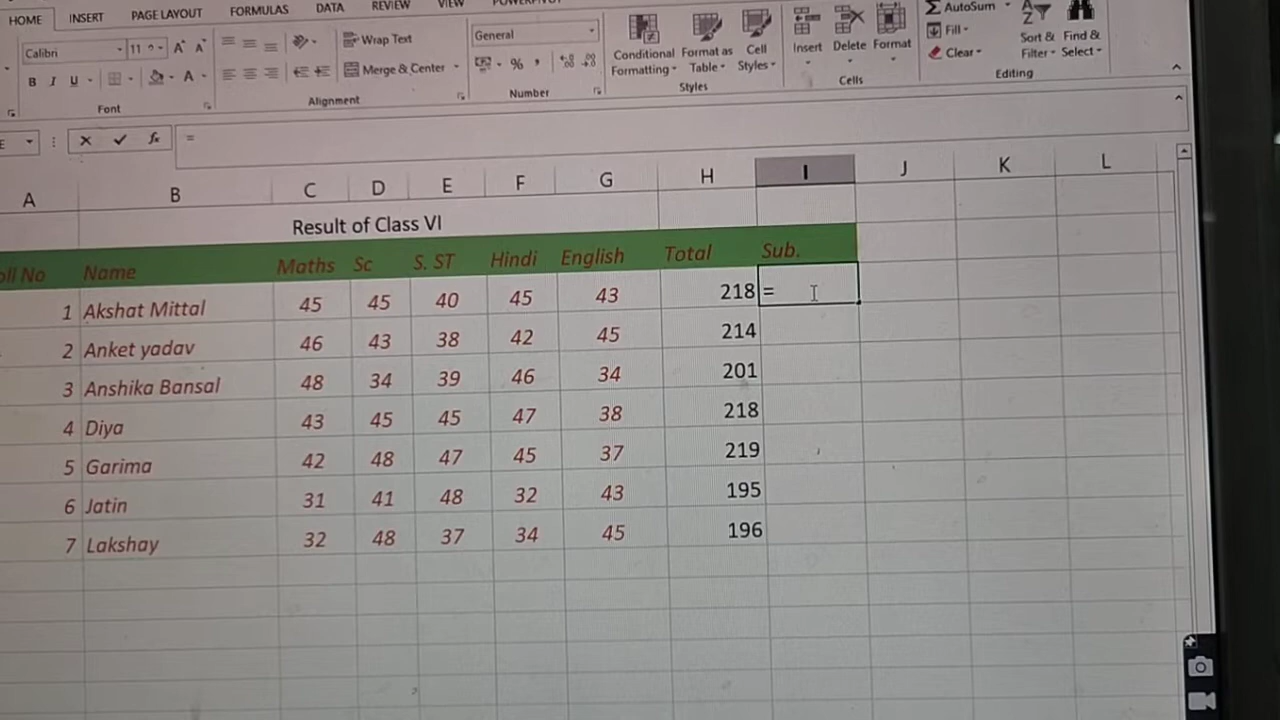 HOME INSERT PAGE LAYOUT FORMULAS DATA REVIEW VIEW
Calibri 11 A A Wrap Text General Conditional Formatting Format as Table Cell Styles Insert Delete Format AutoSum Fill Clear Sort & Filter Find & Select
B I U A Merge & Center % ,
Font Alignment Number Styles Cells Editing
fx =
A B C D E F G H I J K L
Result of Class VI
oll No Name Maths Sc S. ST Hindi English Total Sub.
1 Akshat Mittal 45 45 40 45 43 218 =
2 Anket yadav 46 43 38 42 45 214
3 Anshika Bansal 48 34 39 46 34 201
4 Diya 43 45 45 47 38 218
5 Garima 42 48 47 45 37 219
6 Jatin 31 41 48 32 43 195
7 Lakshay 32 48 37 34 45 196